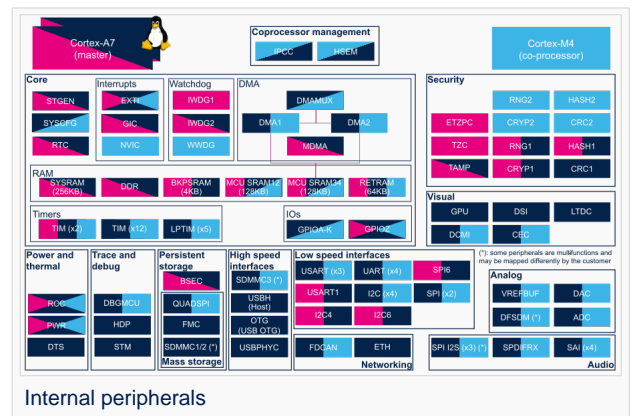 Cortex-A7
(master)
Coprocessor management
IPCC
HSEM
Cortex-M4
(co-processor)
Core
STGEN
SYSCFG
RTC
Interrupts
EXTI
GIC
NVIC
Watchdog
IWDG1
IWDG2
WWDG
DMA
DMAMUX
DMA1
DMA2
MDMA
RAM
SYSRAM
(256KB)
DDR
BKPSRAM
(4KB)
MCU SRAM12
(128KB)
MCU SRAM34
(128KB)
RETRAM
(64KB)
Timers
TIM (x2)
TIM (x12)
LPTIM (x5)
IOs
GPIOA-K
GPIOZ
Security
RNG2
HASH2
ETZPC
CRYP2
CRC2
TZC
RNG1
HASH1
TAMP
CRYP1
CRC1
Visual
GPU
DSI
LTDC
DCMI
CEC
(*): some peripherals are multifunctions and
may be mapped differently by the customer
Power and
thermal
RCC
PWR
DTS
Trace and
debug
DBGMCU
HDP
STM
Persistent
storage
BSEC
QUADSPI
FMC
SDMMC1/2 (*)
Mass storage
High speed
interfaces
SDMMC3 (*)
USBH
(Host)
OTG
(USB OTG)
USBPHYC
Low speed interfaces
USART (x3)
UART (x4)
SPI6
USART1
I2C (x4)
SPI (x2)
I2C4
I2C6
FDCAN
ETH
Networking
Analog
VREFBUF
DAC
DFSDM (*)
ADC
SPI I2S (x3) (*)
SPDIFRX
SAI (x4)
Audio
Internal peripherals